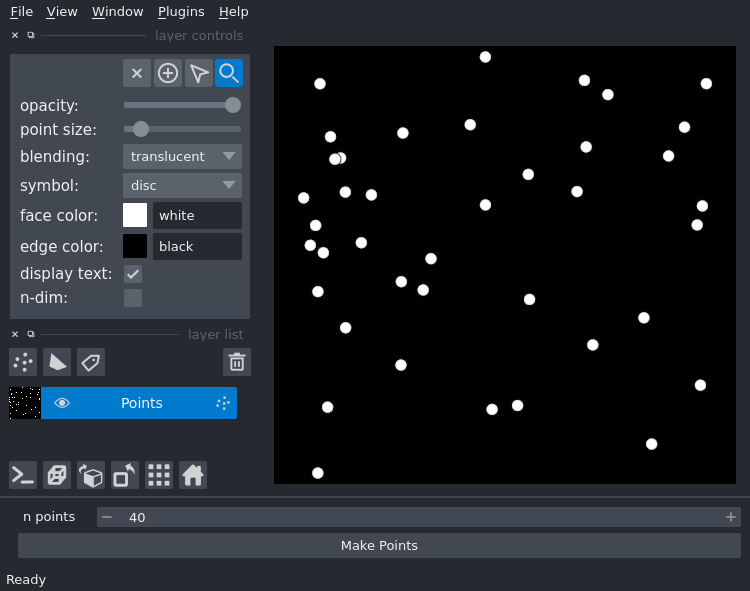 File View Window Plugins Help
layer controls
opacity:
point size:
blending: translucent
symbol: disc
face color: white
edge color: black
display text:
n-dim:
layer list
Points
n points 40
Make Points
Ready